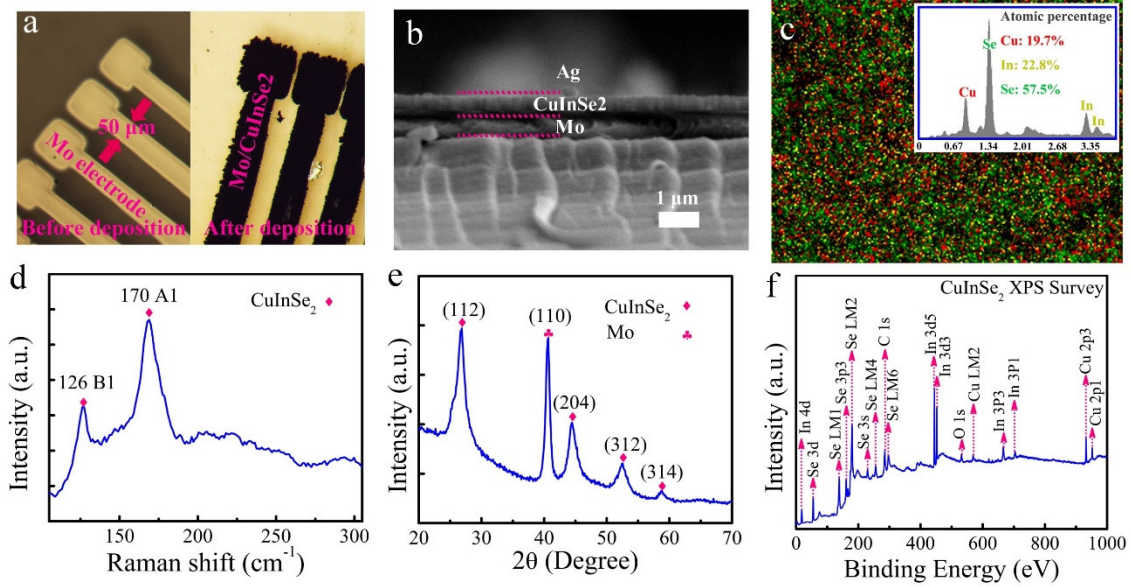 a
50 μm
Mo electrode
Before deposition
Mo/CuInSe2
After deposition
b
Ag
CuInSe2
Mo
1 μm
c
Atomic percentage
Cu: 19.7%
In: 22.8%
Se: 57.5%
Se
Cu
In
In
0 0.67 1.34 2.01 2.68 3.35
d
170 A1
CuInSe₂
126 B1
Intensity (a.u.)
150 200 250 300
Raman shift (cm⁻¹)
e
(112)
(110)
CuInSe₂
Mo
(204)
(312)
(314)
Intensity (a.u.)
20 30 40 50 60 70
2θ (Degree)
f
CuInSe₂ XPS Survey
In 4d
Se 3d
Se LM1
Se 3p3
Se LM2
Se 3s
Se LM4
C 1s
Se LM6
In 3d5
In 3d3
O 1s
Cu LM2
In 3P3
In 3P1
Cu 2p3
Cu 2p1
Intensity (a.u.)
0 200 400 600 800 1000
Binding Energy (eV)